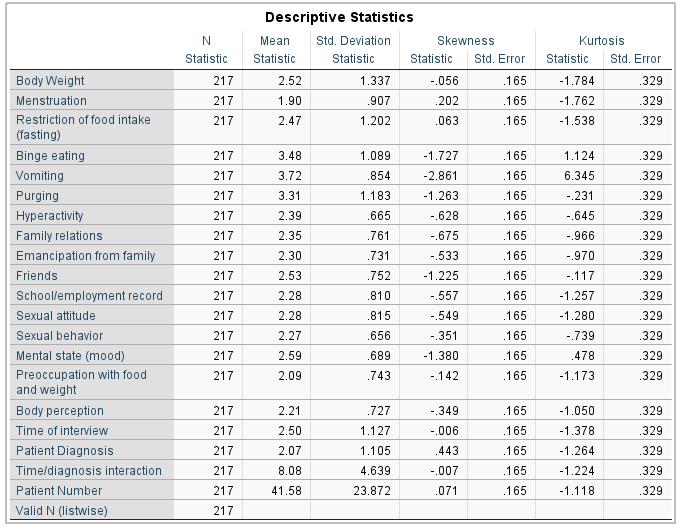 Descriptive Statistics
N Mean Std. Deviation Skewness Kurtosis
Statistic Statistic Statistic Statistic Std. Error Statistic Std. Error
Body Weight 217 2.52 1.337 -.056 .165 -1.784 .329
Menstruation 217 1.90 .907 .202 .165 -1.762 .329
Restriction of food intake 217 2.47 1.202 .063 .165 -1.538 .329
(fasting)
Binge eating 217 3.48 1.089 -1.727 .165 1.124 .329
Vomiting 217 3.72 .854 -2.861 .165 6.345 .329
Purging 217 3.31 1.183 -1.263 .165 -.231 .329
Hyperactivity 217 2.39 .665 -.628 .165 -.645 .329
Family relations 217 2.35 .761 -.675 .165 -.966 .329
Emancipation from family 217 2.30 .731 -.533 .165 -.970 .329
Friends 217 2.53 .752 -1.225 .165 -.117 .329
School/employment record 217 2.28 .810 -.557 .165 -1.257 .329
Sexual attitude 217 2.28 .815 -.549 .165 -1.280 .329
Sexual behavior 217 2.27 .656 -.351 .165 -.739 .329
Mental state (mood) 217 2.59 .689 -1.380 .165 .478 .329
Preoccupation with food 217 2.09 .743 -.142 .165 -1.173 .329
and weight
Body perception 217 2.21 .727 -.349 .165 -1.050 .329
Time of interview 217 2.50 1.127 -.006 .165 -1.378 .329
Patient Diagnosis 217 2.07 1.105 .443 .165 -1.264 .329
Time/diagnosis interaction 217 8.08 4.639 -.007 .165 -1.224 .329
Patient Number 217 41.58 23.872 .071 .165 -1.118 .329
Valid N (listwise) 217